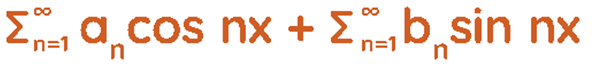 ∑∞n=1 ancos nx + ∑∞n=1 bnsin nx